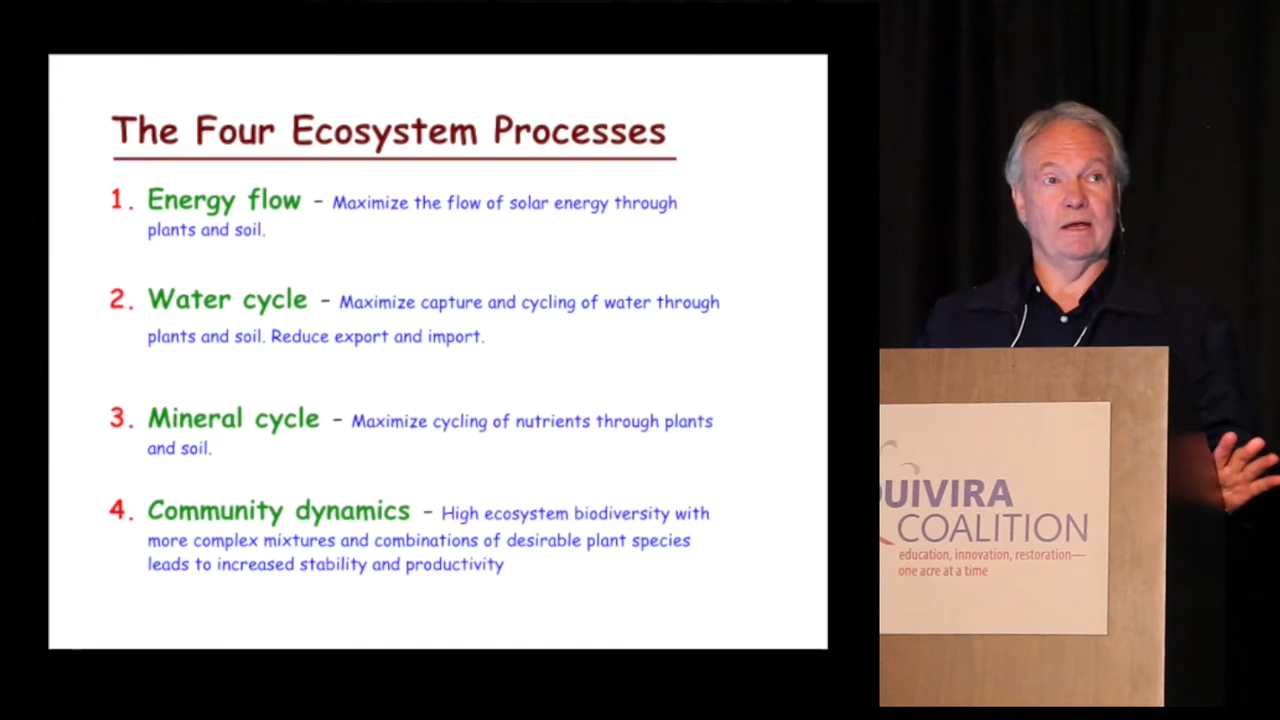 The Four Ecosystem Processes
1. Energy flow – Maximize the flow of solar energy through
plants and soil.
2. Water cycle – Maximize capture and cycling of water through
plants and soil. Reduce export and import.
3. Mineral cycle – Maximize cycling of nutrients through plants
and soil.
4. Community dynamics – High ecosystem biodiversity with
more complex mixtures and combinations of desirable plant species
leads to increased stability and productivity
UIVIRA
COALITION
education, innovation, restoration—
one acre at a time